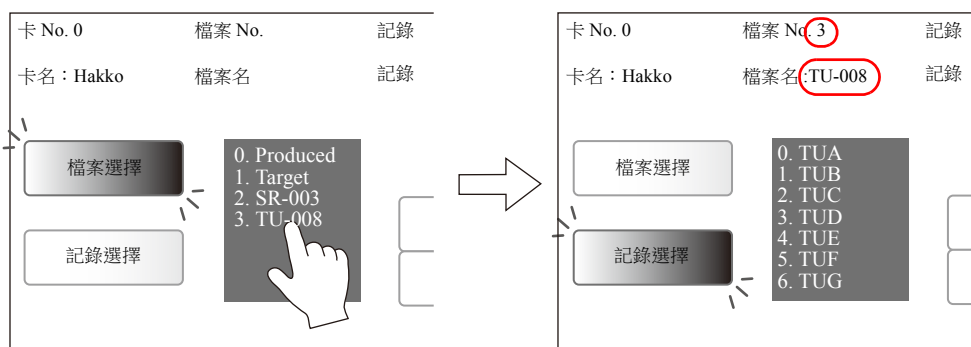 卡 No. 0 檔案 No. 記錄
卡名：Hakko 檔案名 記錄
檔案選擇
0. Produced
1. Target
2. SR-003
3. TU-008
記錄選擇
卡 No. 0 檔案 No. 3 記錄
卡名：Hakko 檔案名:TU-008 記錄
檔案選擇
0. TUA
1. TUB
2. TUC
3. TUD
4. TUE
5. TUF
6. TUG
記錄選擇